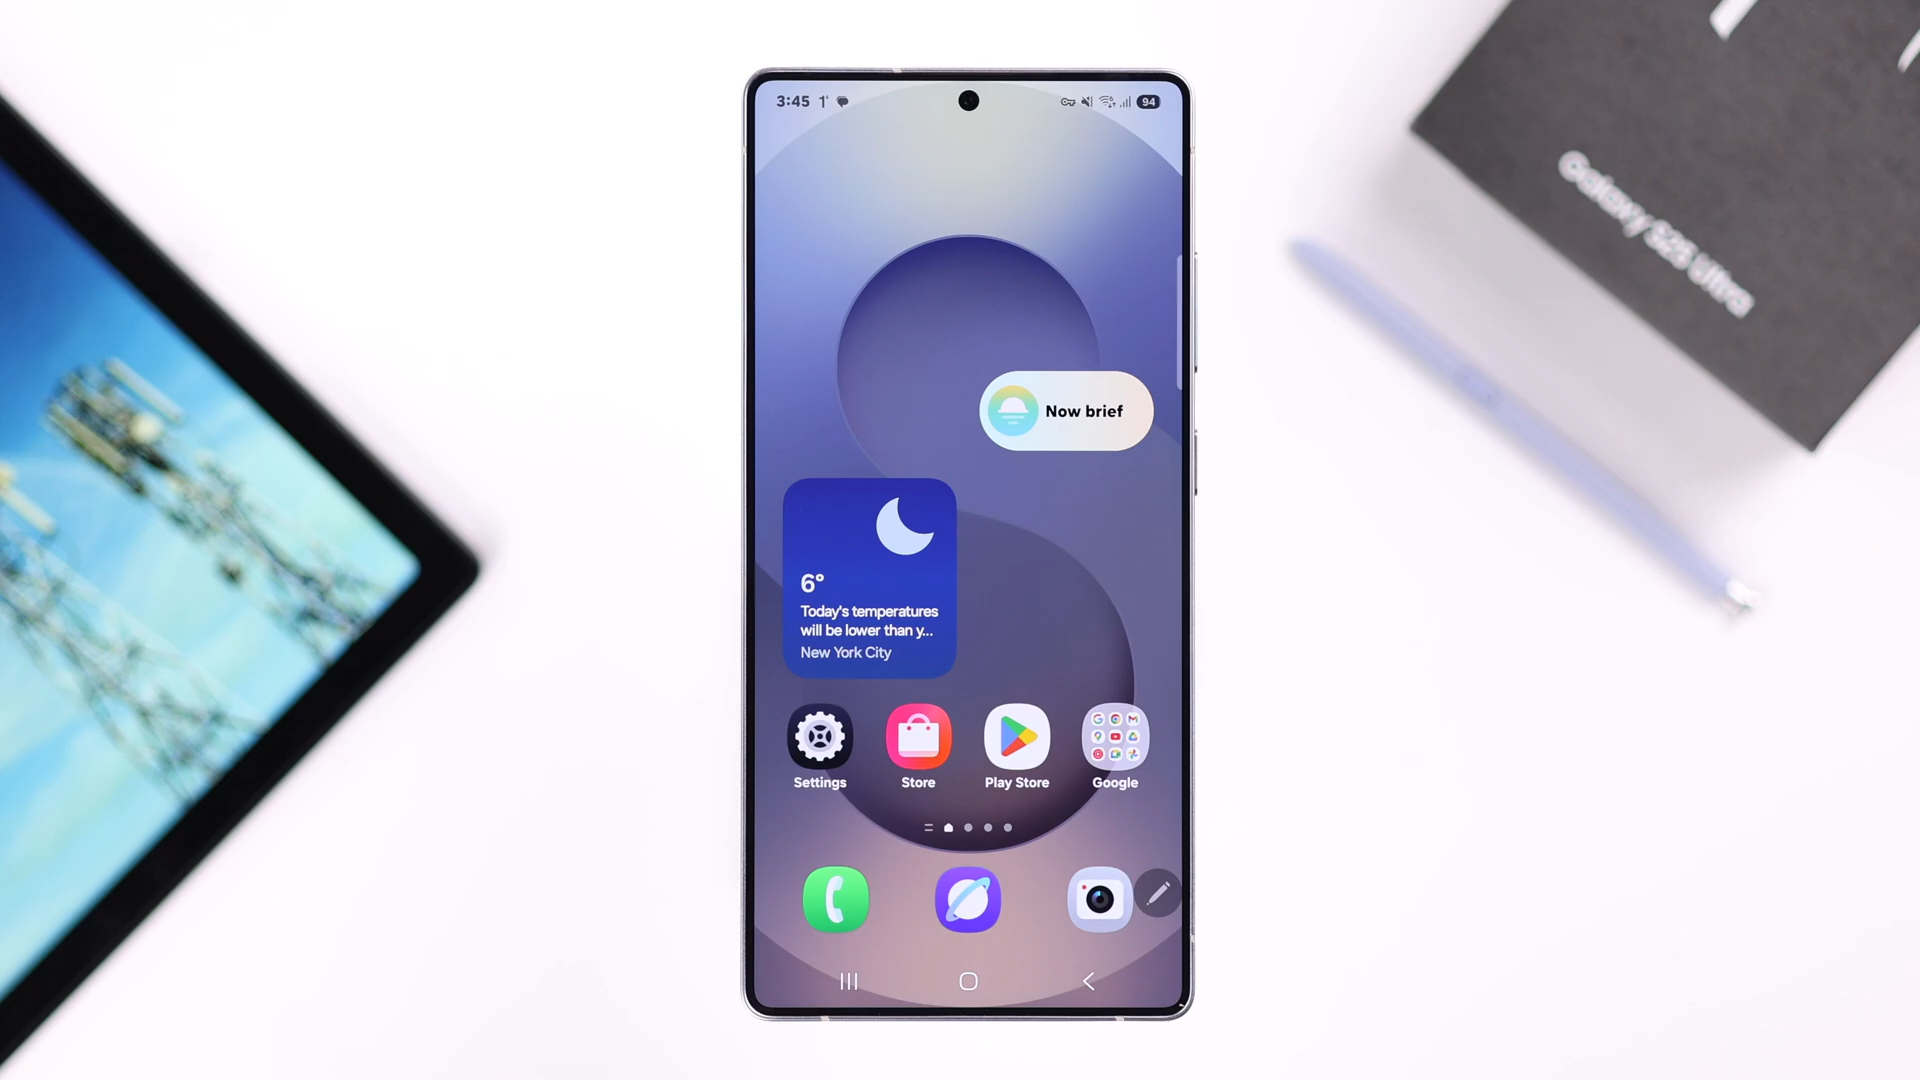 3:45
94
Now brief
6°
Today's temperatures
will be lower than y...
New York City
Settings
Store
Play Store
Google
Galaxy S25 Ultra